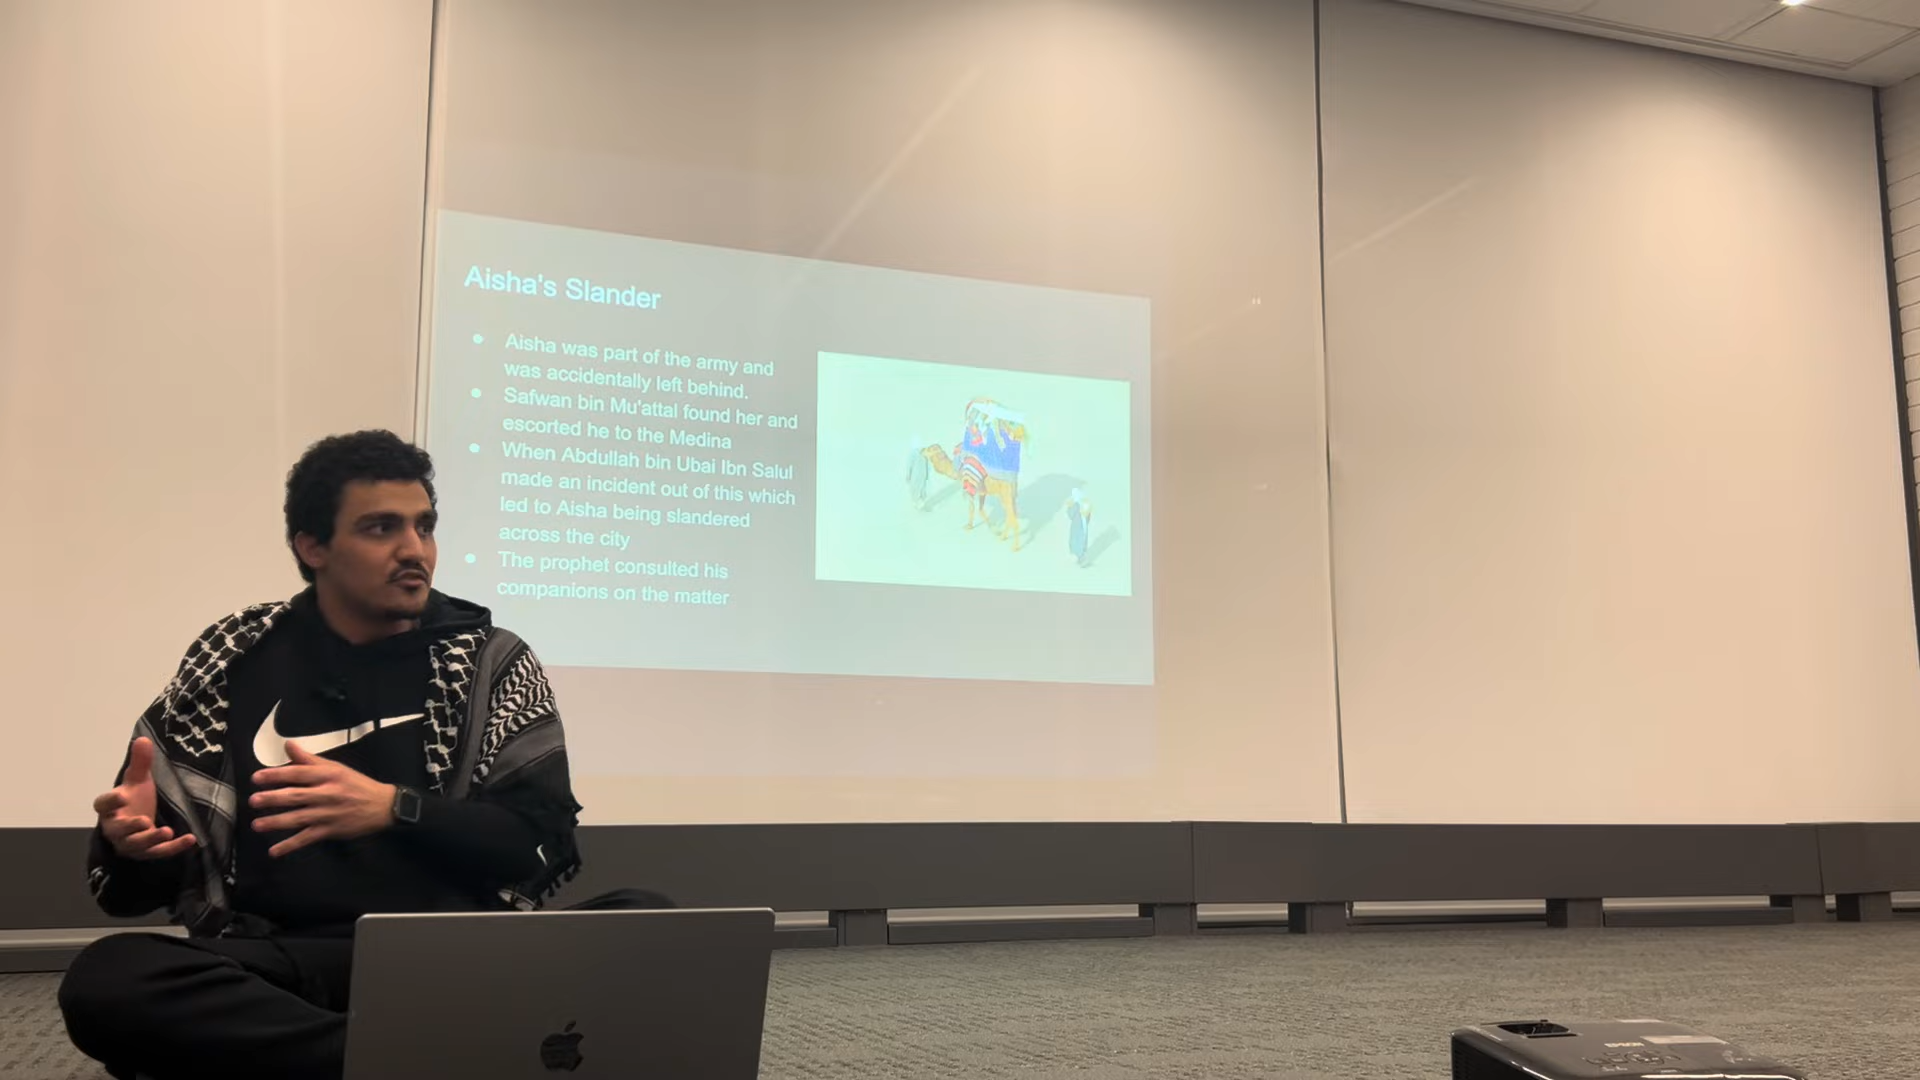 Aisha's Slander
● Aisha was part of the army and
was accidentally left behind.
● Safwan bin Mu'attal found her and
escorted he to the Medina
● When Abdullah bin Ubai Ibn Salul
made an incident out of this which
led to Aisha being slandered
across the city
● The prophet consulted his
companions on the matter
EPSON